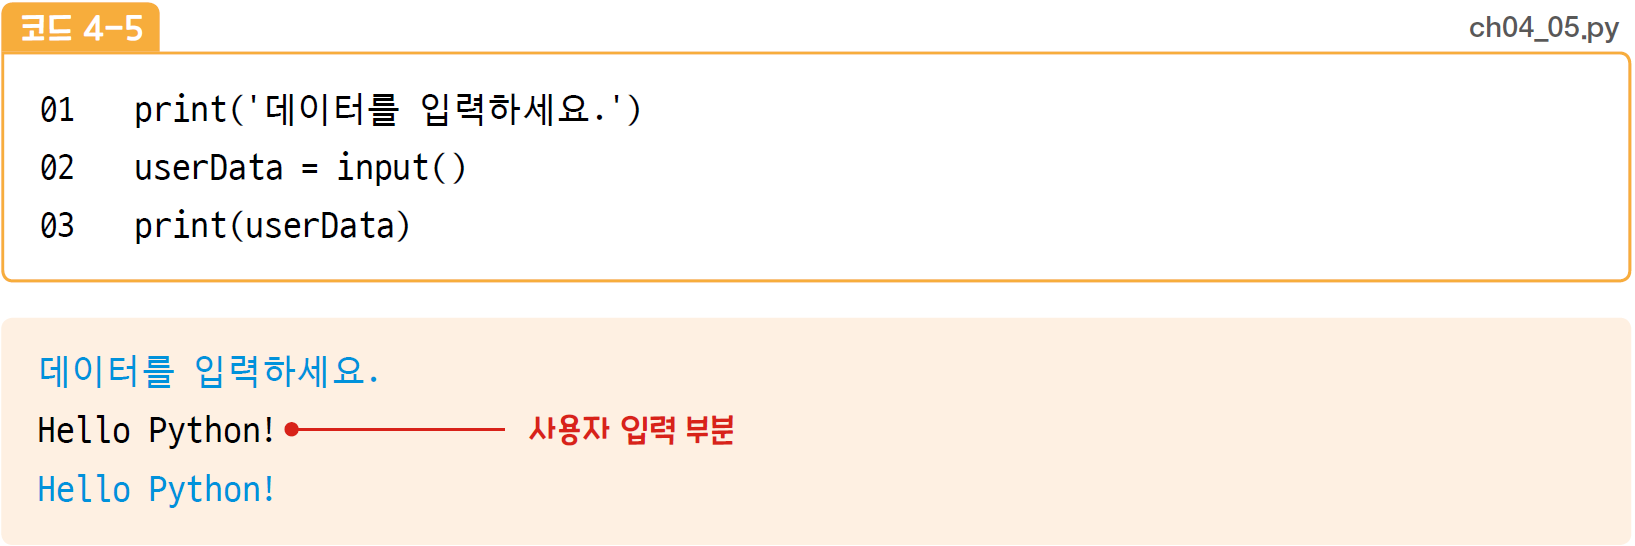 코드 4-5
ch04_05.py
01 print('데이터를 입력하세요.')
02 userData = input()
03 print(userData)
데이터를 입력하세요.
Hello Python! 사용자 입력 부분
Hello Python!